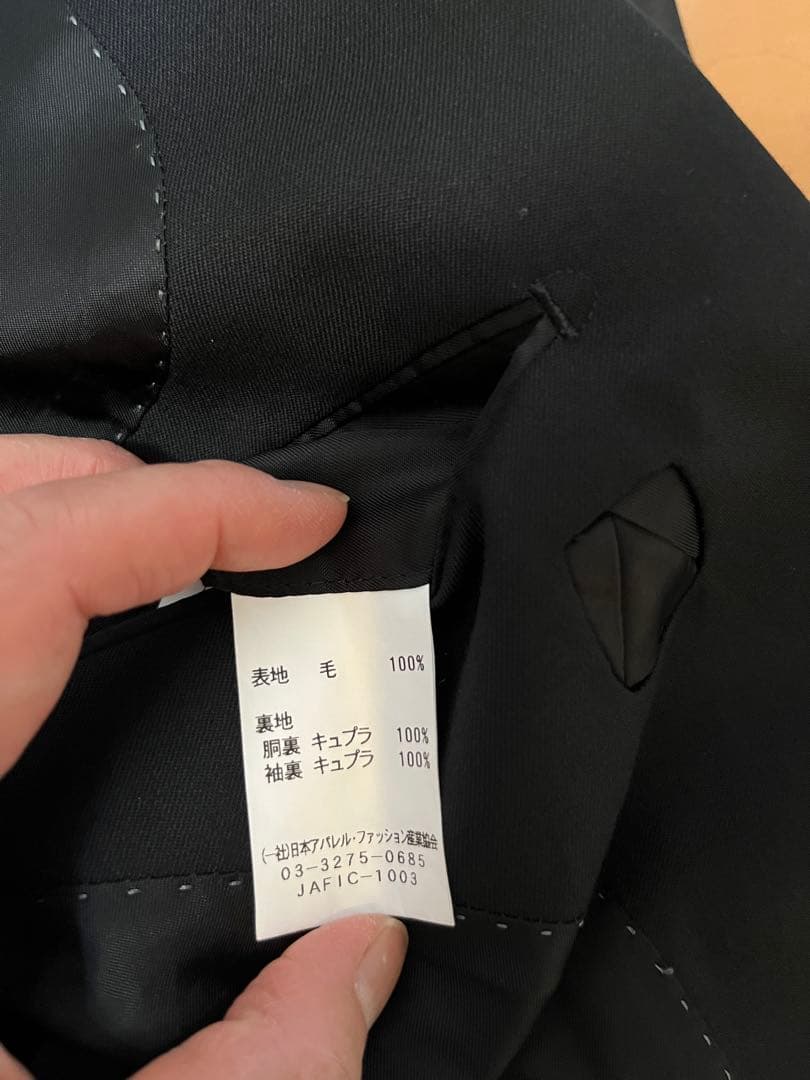 表地 毛 100%
裏地
胴裏 キュプラ 100%
袖裏 キュプラ 100%
(一社)日本アパレル・ファッション産業協会
03-3275-0685
JAFIC-1003